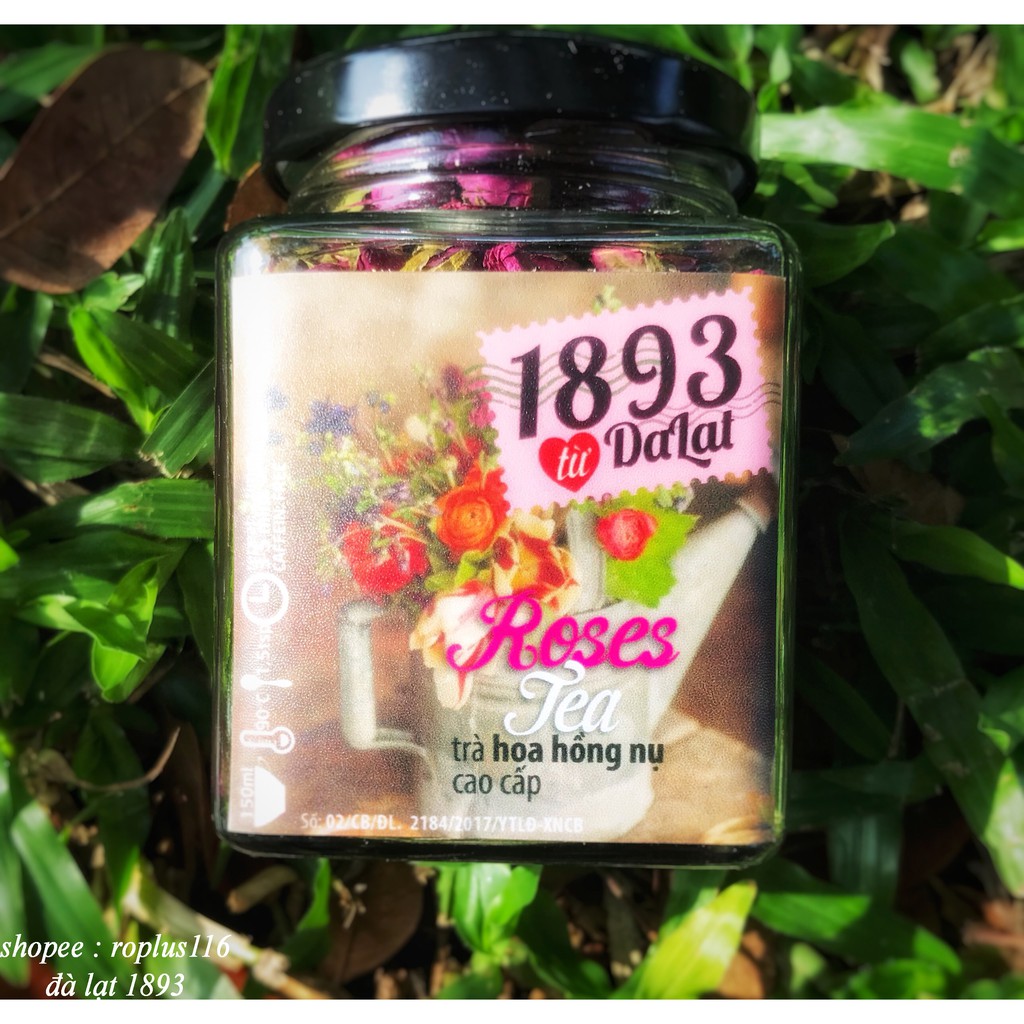 1893
từ DaLat
Roses
Tea
trà hoa hồng nụ
cao cấp
Số: 02/CB/ĐL. 2184/2017/YTLĐ-XNCB
150ml
90°C
shopee : roplus116
đà lạt 1893